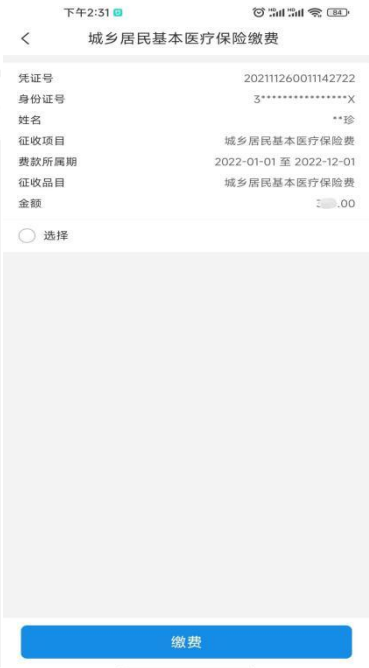 下午2:31
84
城乡居民基本医疗保险缴费
凭证号 202111260011142722
身份证号 3****************X
姓名 **珍
征收项目 城乡居民基本医疗保险费
费款所属期 2022-01-01 至 2022-12-01
征收品目 城乡居民基本医疗保险费
金额 .00
选择
缴费